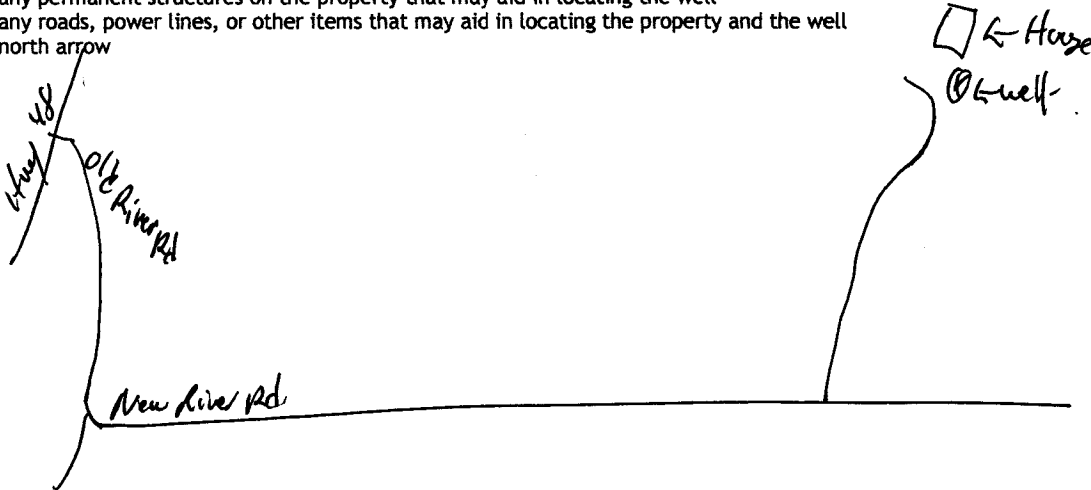 any permanent structures on the property that may aid in locating the well
any roads, power lines, or other items that may aid in locating the property and the well
north arrow
House
well
Hwy 48
Old River Rd
New River Rd